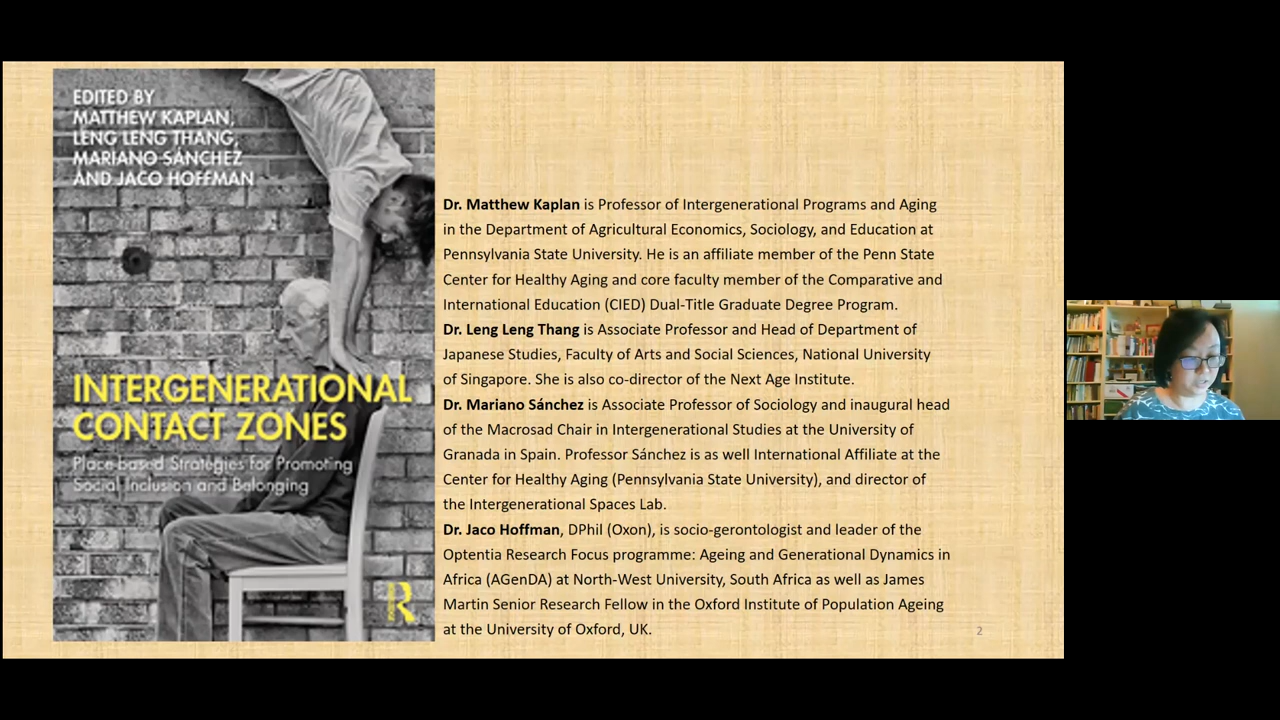 EDITED BY
MATTHEW KAPLAN,
LENG LENG THANG,
MARIANO SÁNCHEZ
AND JACO HOFFMAN
INTERGENERATIONAL
CONTACT ZONES
Place-based Strategies for Promoting
Social Inclusion and Belonging
R
Dr. Matthew Kaplan is Professor of Intergenerational Programs and Aging
in the Department of Agricultural Economics, Sociology, and Education at
Pennsylvania State University. He is an affiliate member of the Penn State
Center for Healthy Aging and core faculty member of the Comparative and
International Education (CIED) Dual-Title Graduate Degree Program.
Dr. Leng Leng Thang is Associate Professor and Head of Department of
Japanese Studies, Faculty of Arts and Social Sciences, National University
of Singapore. She is also co-director of the Next Age Institute.
Dr. Mariano Sánchez is Associate Professor of Sociology and inaugural head
of the Macrosad Chair in Intergenerational Studies at the University of
Granada in Spain. Professor Sánchez is as well International Affiliate at the
Center for Healthy Aging (Pennsylvania State University), and director of
the Intergenerational Spaces Lab.
Dr. Jaco Hoffman, DPhil (Oxon), is socio-gerontologist and leader of the
Optentia Research Focus programme: Ageing and Generational Dynamics in
Africa (AGenDA) at North-West University, South Africa as well as James
Martin Senior Research Fellow in the Oxford Institute of Population Ageing
at the University of Oxford, UK.
2